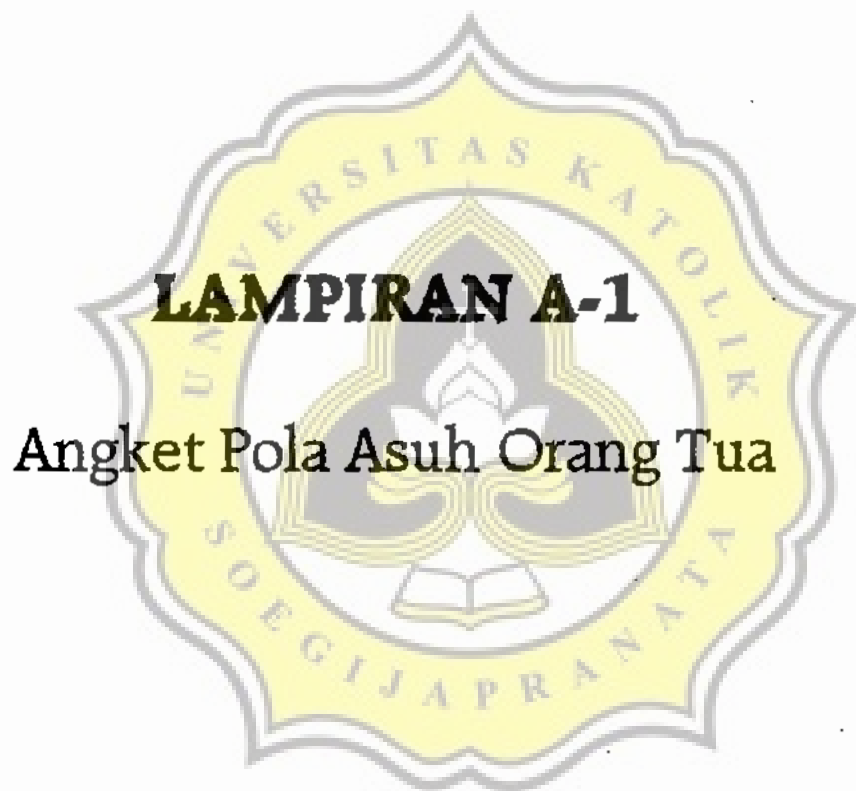 UNIVERSITAS KATOLIK
LAMPIRAN A-1
Angket Pola Asuh Orang Tua
SOEGIJAPRANATA